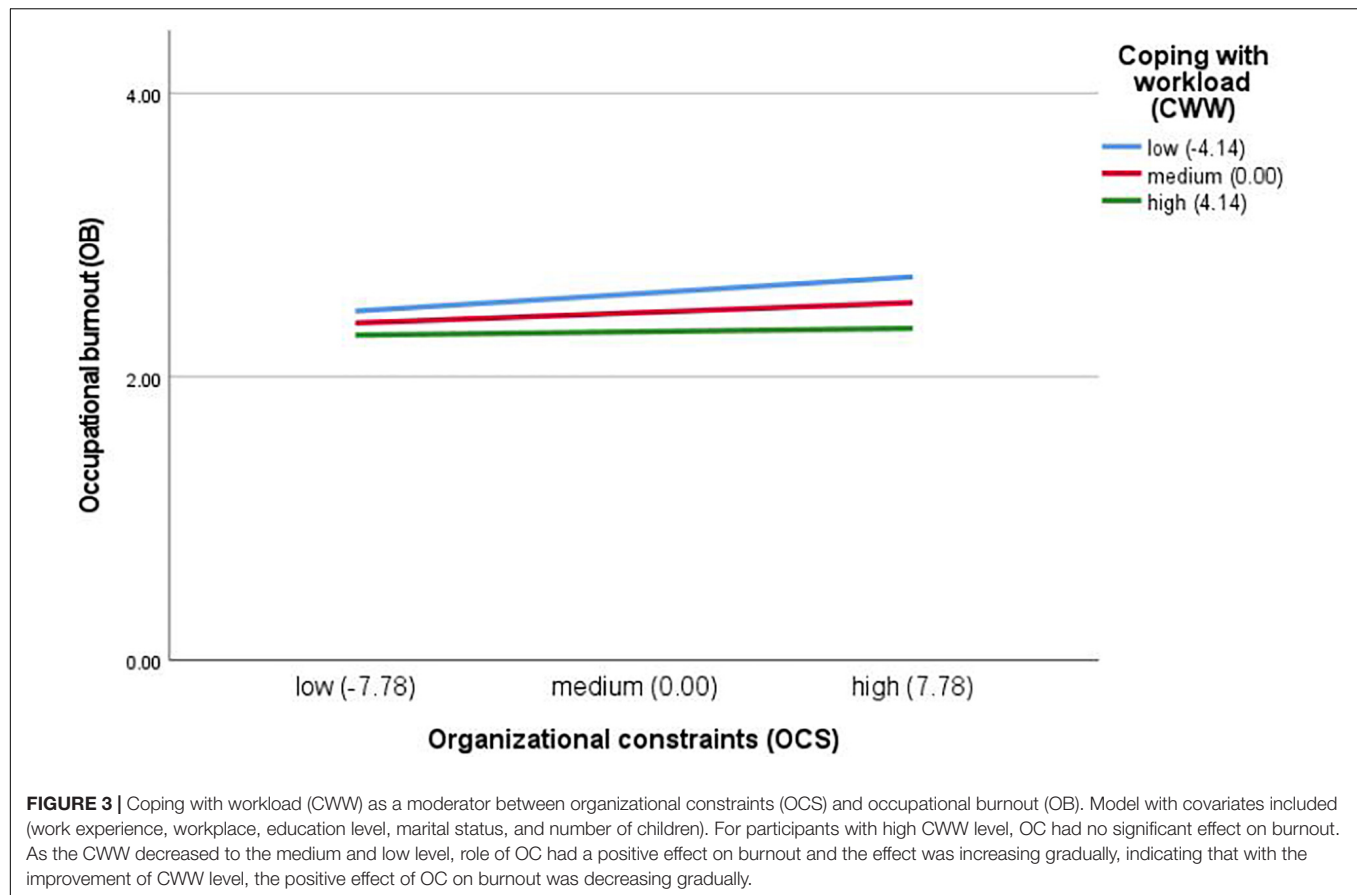 Coping with
workload
(CWW)
low (-4.14)
medium (0.00)
high (4.14)
4.00
2.00
0.00
Occupational burnout (OB)
low (-7.78) medium (0.00) high (7.78)
Organizational constraints (OCS)
FIGURE 3 | Coping with workload (CWW) as a moderator between organizational constraints (OCS) and occupational burnout (OB). Model with covariates included
(work experience, workplace, education level, marital status, and number of children). For participants with high CWW level, OC had no significant effect on burnout.
As the CWW decreased to the medium and low level, role of OC had a positive effect on burnout and the effect was increasing gradually, indicating that with the
improvement of CWW level, the positive effect of OC on burnout was decreasing gradually.